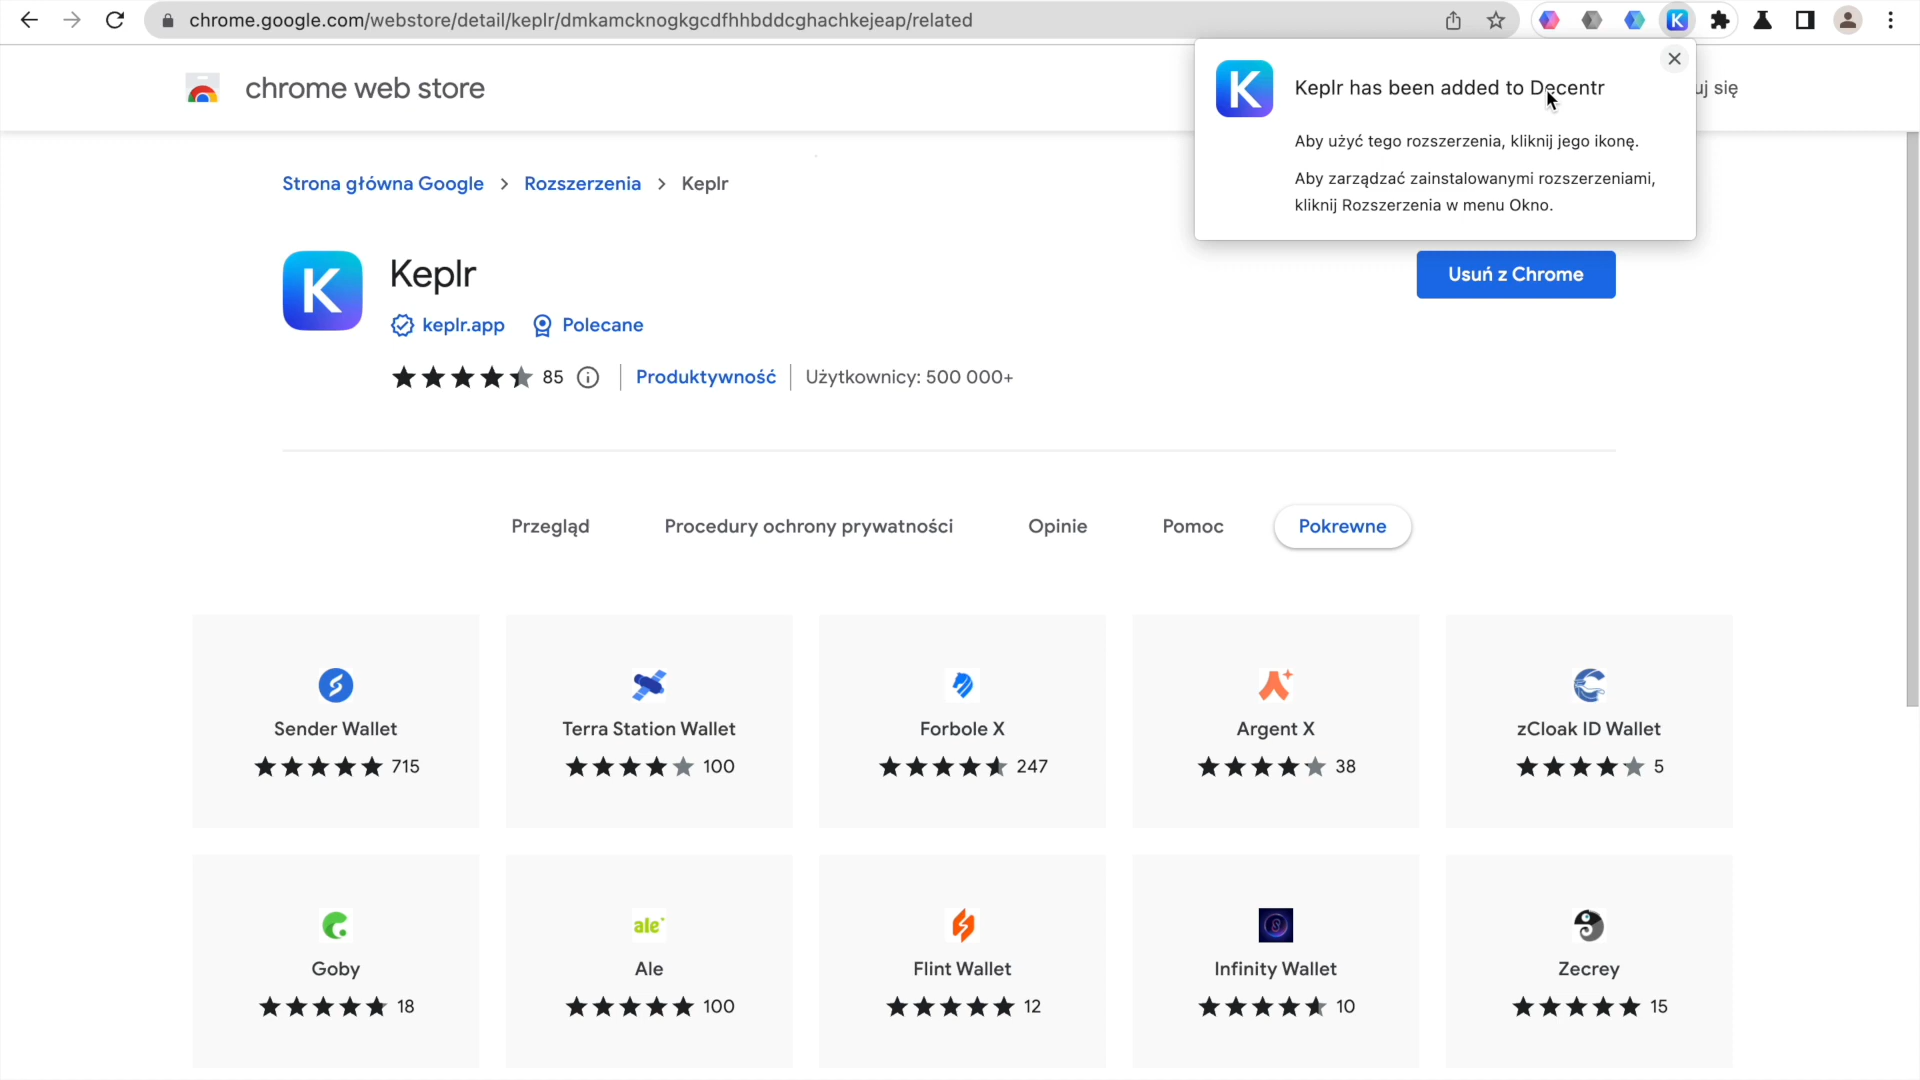 chrome.google.com/webstore/detail/keplr/dmkamcknogkgcdfhhbddcghachkejeap/related
chrome web store
uj się
K
Keplr has been added to Decentr
Aby użyć tego rozszerzenia, kliknij jego ikonę.
Aby zarządzać zainstalowanymi rozszerzeniami,
kliknij Rozszerzenia w menu Okno.
Strona główna Google > Rozszerzenia > Keplr
K
Keplr
Usuń z Chrome
keplr.app Polecane
85 Produktywność Użytkownicy: 500 000+
Przegląd Procedury ochrony prywatności Opinie Pomoc Pokrewne
Sender Wallet Terra Station Wallet Forbole X Argent X zCloak ID Wallet
715 100 247 38 5
ale
Goby Ale Flint Wallet Infinity Wallet Zecrey
18 100 12 10 15